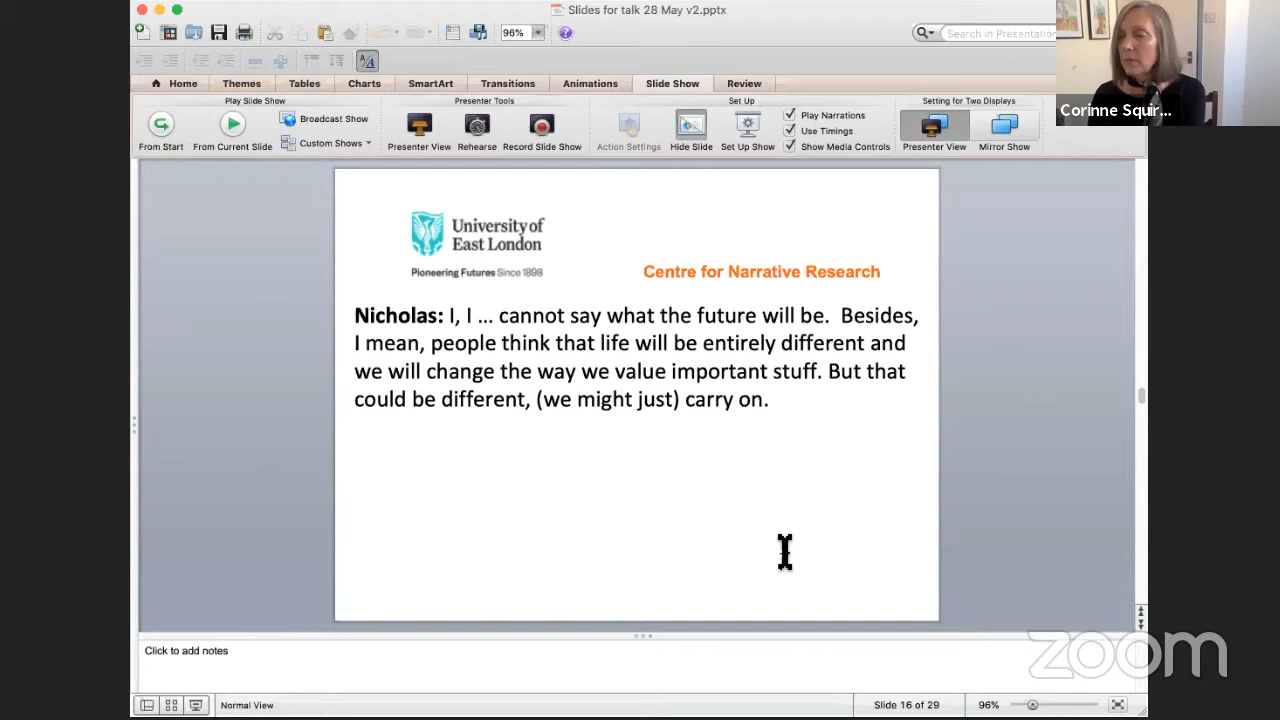 Slides for talk 28 May v2.pptx
96%
Search in Presentation
Home Themes Tables Charts SmartArt Transitions Animations Slide Show Review
Play Slide Show Presenter Tools Set Up Setting for Two Displays
From Start From Current Slide Broadcast Show Custom Shows Presenter View Rehearse Record Slide Show Action Settings Hide Slide Set Up Show Play Narrations Use Timings Show Media Controls Presenter View Mirror Show
Corinne Squir...
University of
East London
Pioneering Futures Since 1898
Centre for Narrative Research
Nicholas: I, I ... cannot say what the future will be. Besides,
I mean, people think that life will be entirely different and
we will change the way we value important stuff. But that
could be different, (we might just) carry on.
Click to add notes
zoom
Normal View Slide 16 of 29 96%